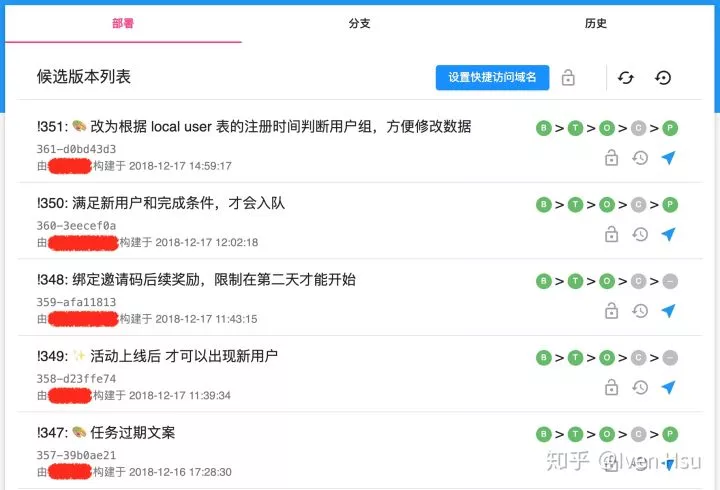 部署 分支 历史
候选版本列表 设置快捷访问域名
!351: 🎨 改为根据 local user 表的注册时间判断用户组，方便修改数据 B > T > O > C > P
361-d0bd43d3
由 构建于 2018-12-17 14:59:17
!350: 满足新用户和完成条件，才会入队 B > T > O > C > P
360-3eecef0a
由 构建于 2018-12-17 12:02:18
!348: 绑定邀请码后续奖励，限制在第二天才能开始 B > T > O > C > –
359-afa11813
由 构建于 2018-12-17 11:43:15
!349: ✨ 活动上线后 才可以出现新用户 B > T > O > C > –
358-d23ffe74
由 构建于 2018-12-17 11:39:34
!347: 🎨 任务过期文案 B > T > O > C > P
357-39b0ae21
由 构建于 2018-12-16 17:28:30
知乎 @Ivan Hsu